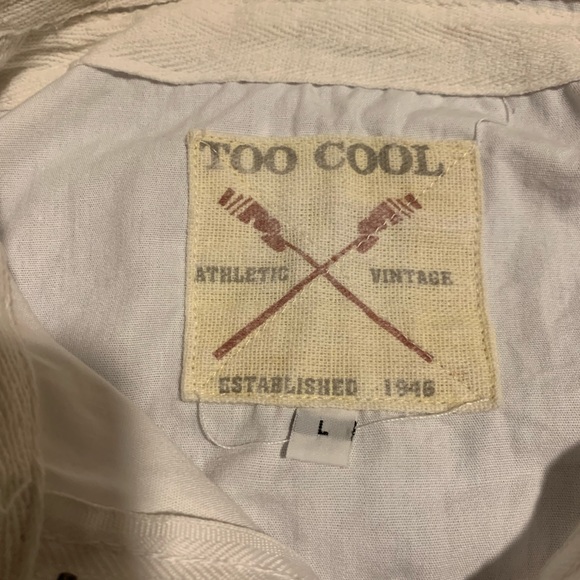 TOO COOL
ATHLETIC VINTAGE
ESTABLISHED 1946
L